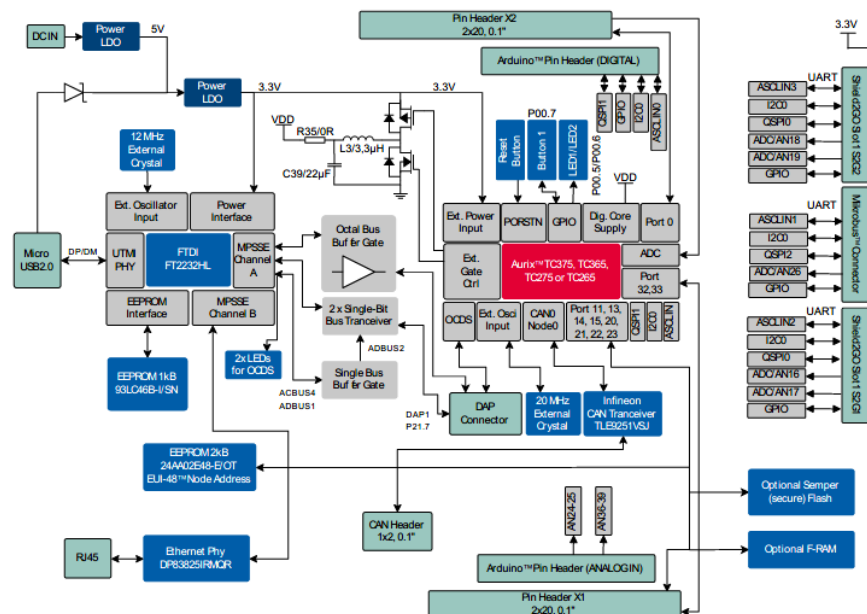 DC IN
Power
LDO
5V
Power
LDO
3.3V
3.3V
VDD
R35/0R
L3/3,3µH
C39/22µF
Pin Header X2
2x20, 0.1"
Arduino™Pin Header (DIGITAL)
QSPI1
GPIO
I2C0
ASCLIN0
P00.7
P00.5/P00.6
Reset
Button
Button 1
LED1/LED2
VDD
12 MHz
External
Crystal
Ext. Oscillator
Input
Power
Interface
Micro
USB2.0
DP/DM
UTMI
PHY
FTDI
FT2232HL
MPSSE
Channel
A
EEPROM
Interface
MPSSE
Channel B
Octal Bus
Buffer Gate
2 x Single-Bit
Bus Tranceiver
ADBUS2
Single Bus
Buffer Gate
ACBUS4
ADBUS1
2x LEDs
for OCDS
EEPROM 1kB
93LC46B-I/SN
Ext. Power
Input
PORSTN
GPIO
Dig. Core
Supply
Port 0
Ext.
Gate
Ctrl
Aurix™TC375, TC365,
TC275 or TC265
ADC
Port
32,33
OCDS
Ext. Osci
Input
CAN0
Node0
Port 11, 13,
14, 15, 20,
21, 22, 23
QSPI1
I2C0
ASCLIN
DAP1
P21.7
DAP
Connector
20 MHz
External
Crystal
Infineon
CAN Tranceiver
TLE9251VSJ
EEPROM 2kB
24AA02E48-E/OT
EUI-48™Node Address
CAN Header
1x2, 0.1"
RJ45
Ethernet Phy
DP83825IRMQR
AN24-25
AN36-39
Arduino™Pin Header (ANALOGIN)
Pin Header X1
2x20, 0.1"
Optional Semper
(secure) Flash
Optional F-RAM
3.3V
UART
ASCLIN3
I2C0
QSPI0
ADC/AN18
ADC/AN19
GPIO
Shield2GO Slot1 S2G2
UART
ASCLIN1
I2C0
QSPI2
ADC/AN26
GPIO
Mikrobus™Connector
UART
ASCLIN2
I2C0
QSPI0
ADC/AN16
ADC/AN17
GPIO
Shield2GO Slot1 S2GI